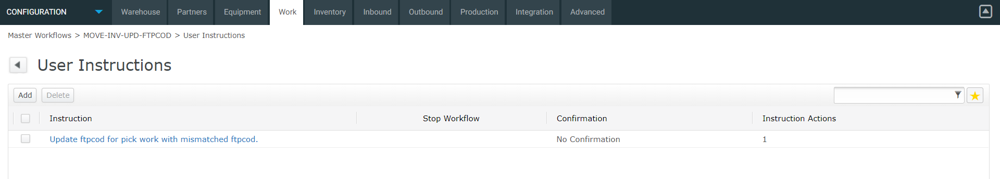 CONFIGURATION Warehouse Partners Equipment Work Inventory Inbound Outbound Production Integration Advanced
Master Workflows > MOVE-INV-UPD-FTPCOD > User Instructions
User Instructions
Add Delete
Instruction Stop Workflow Confirmation Instruction Actions
Update ftpcod for pick work with mismatched ftpcod. No Confirmation 1